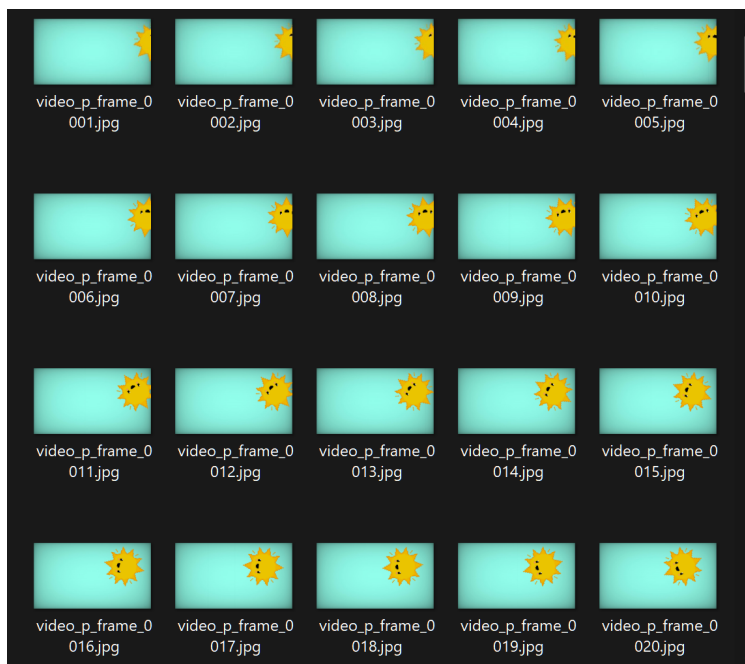 video_p_frame_0 video_p_frame_0 video_p_frame_0 video_p_frame_0 video_p_frame_0
001.jpg 002.jpg 003.jpg 004.jpg 005.jpg
video_p_frame_0 video_p_frame_0 video_p_frame_0 video_p_frame_0 video_p_frame_0
006.jpg 007.jpg 008.jpg 009.jpg 010.jpg
video_p_frame_0 video_p_frame_0 video_p_frame_0 video_p_frame_0 video_p_frame_0
011.jpg 012.jpg 013.jpg 014.jpg 015.jpg
video_p_frame_0 video_p_frame_0 video_p_frame_0 video_p_frame_0 video_p_frame_0
016.jpg 017.jpg 018.jpg 019.jpg 020.jpg